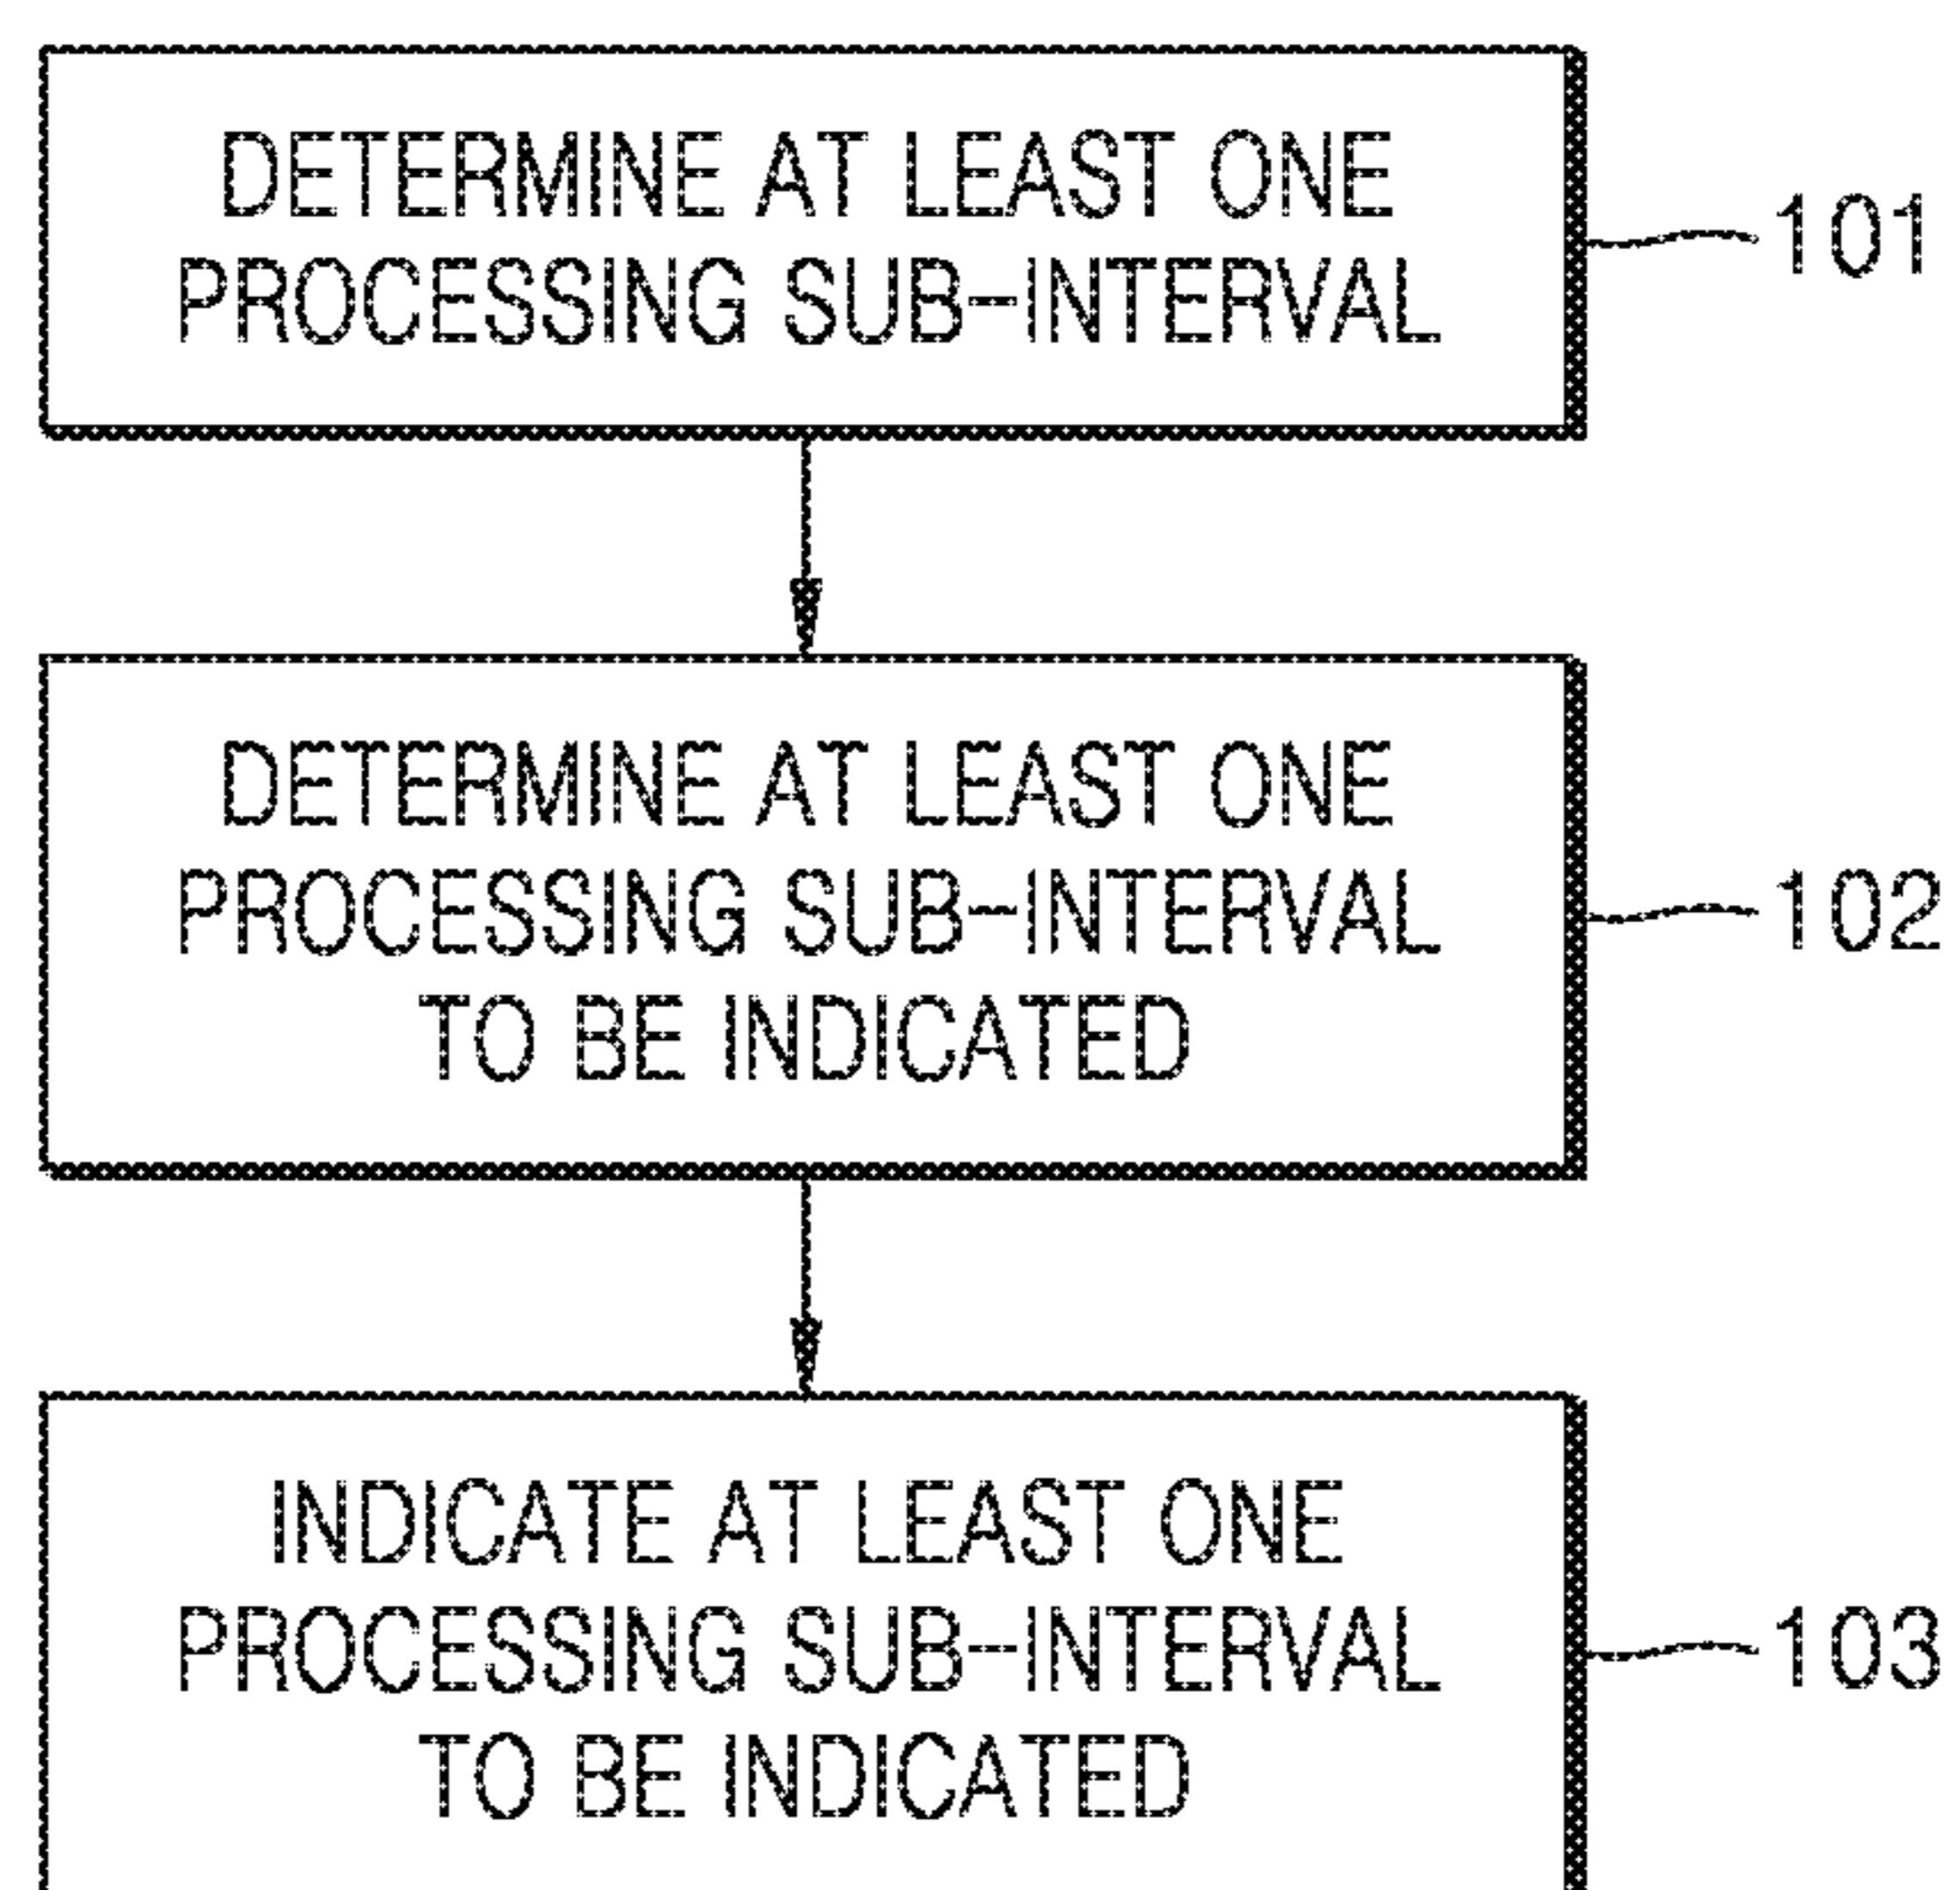 DETERMINE AT LEAST ONE
PROCESSING SUB-INTERVAL
101
DETERMINE AT LEAST ONE
PROCESSING SUB-INTERVAL
TO BE INDICATED
102
INDICATE AT LEAST ONE
PROCESSING SUB-INTERVAL
TO BE INDICATED
103